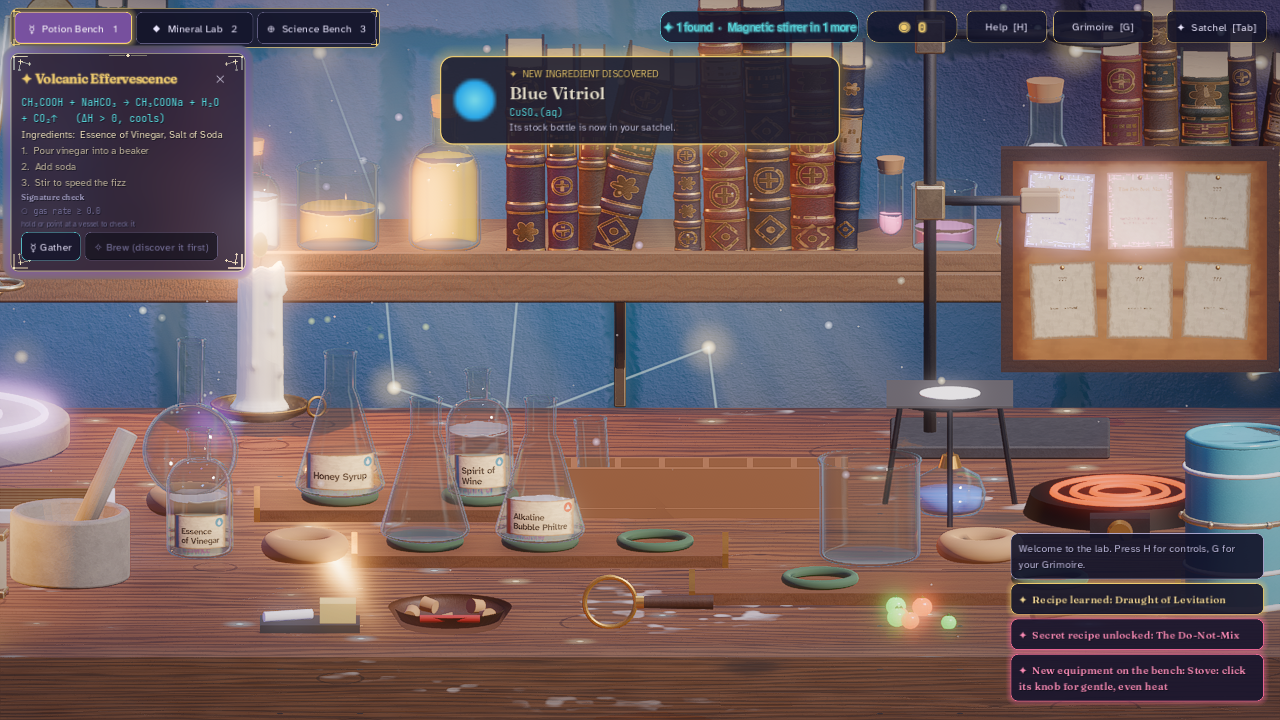 ☿ Potion Bench 1
◆ Mineral Lab 2
⊕ Science Bench 3
✦ 1 found • Magnetic stirrer in 1 more
0
Help [H]
Grimoire [G]
✦ Satchel [Tab]
✦ Volcanic Effervescence ×
CH₃COOH + NaHCO₃ → CH₃COONa + H₂O
+ CO₂↑ (ΔH > 0, cools)
Ingredients: Essence of Vinegar, Salt of Soda
1. Pour vinegar into a beaker
2. Add soda
3. Stir to speed the fizz
Signature check
○ gas rate ≥ 0.0
hold or point at a vessel to check it
☿ Gather
✧ Brew (discover it first)
✦ NEW INGREDIENT DISCOVERED
Blue Vitriol
CuSO₄(aq)
Its stock bottle is now in your satchel.
Honey Syrup
Spirit of
Wine
Essence
of Vinegar
Alkaline
Bubble Philtre
Welcome to the lab. Press H for controls, G for
your Grimoire.
✦ Recipe learned: Draught of Levitation
✦ Secret recipe unlocked: The Do-Not-Mix
✦ New equipment on the bench: Stove: click
its knob for gentle, even heat